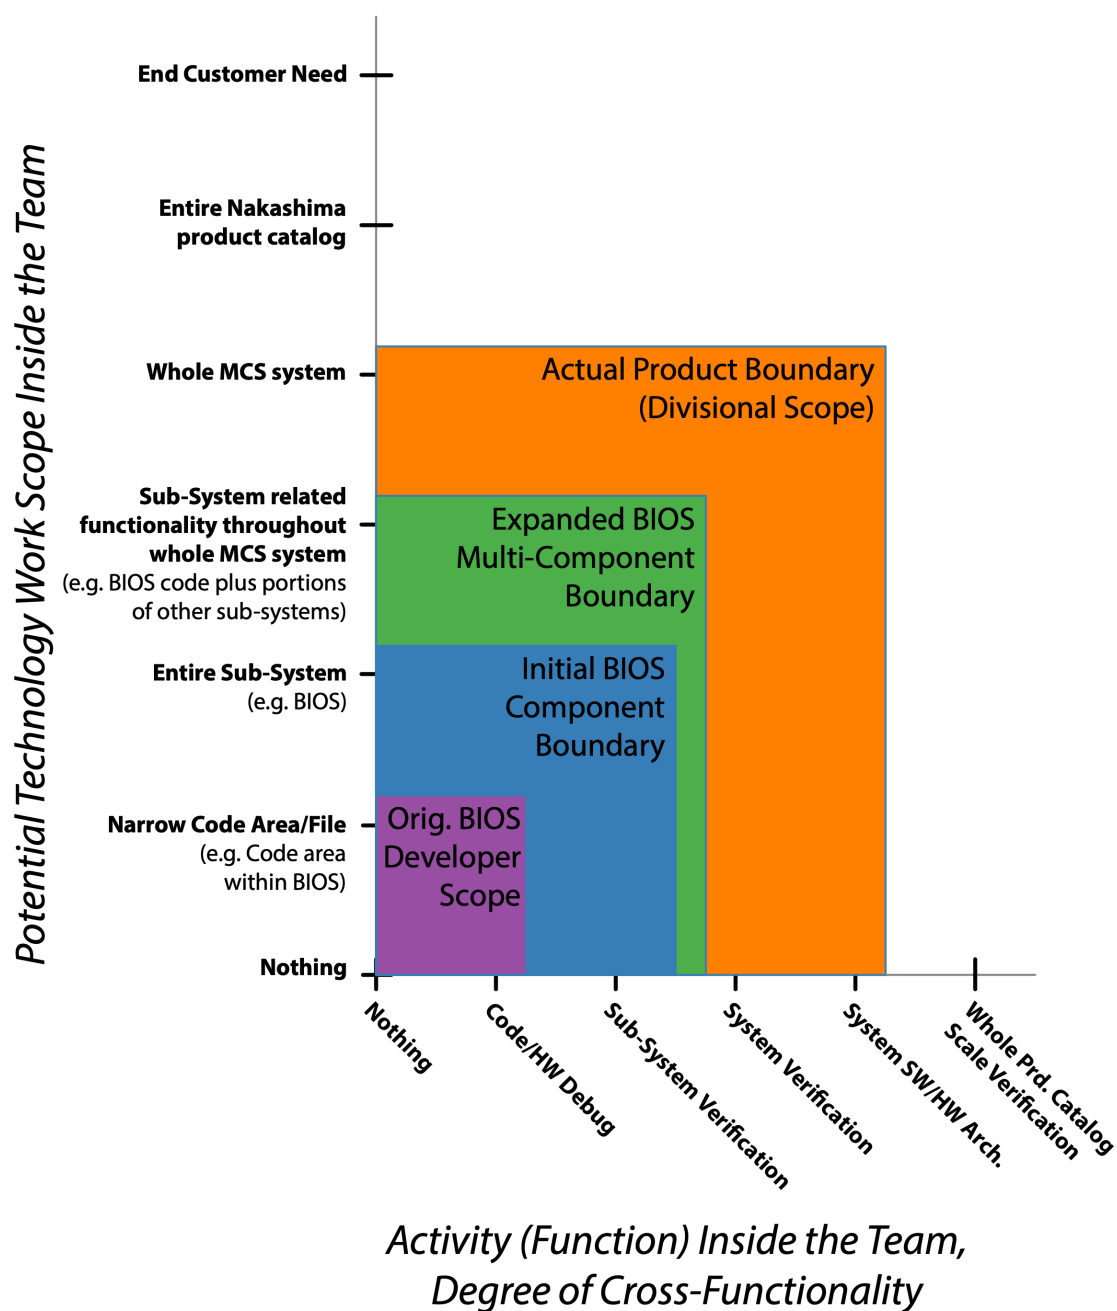 Potential Technology Work Scope Inside the Team
End Customer Need
Entire Nakashima
product catalog
Whole MCS system
Sub-System related
functionality throughout
whole MCS system
(e.g. BIOS code plus portions
of other sub-systems)
Entire Sub-System
(e.g. BIOS)
Narrow Code Area/File
(e.g. Code area
within BIOS)
Nothing
Actual Product Boundary
(Divisional Scope)
Expanded BIOS
Multi-Component
Boundary
Initial BIOS
Component
Boundary
Orig. BIOS
Developer
Scope
Nothing
Code/HW Debug
Sub-System Verification
System Verification
System SW/HW Arch.
Whole Prd. Catalog
Scale Verification
Activity (Function) Inside the Team,
Degree of Cross-Functionality